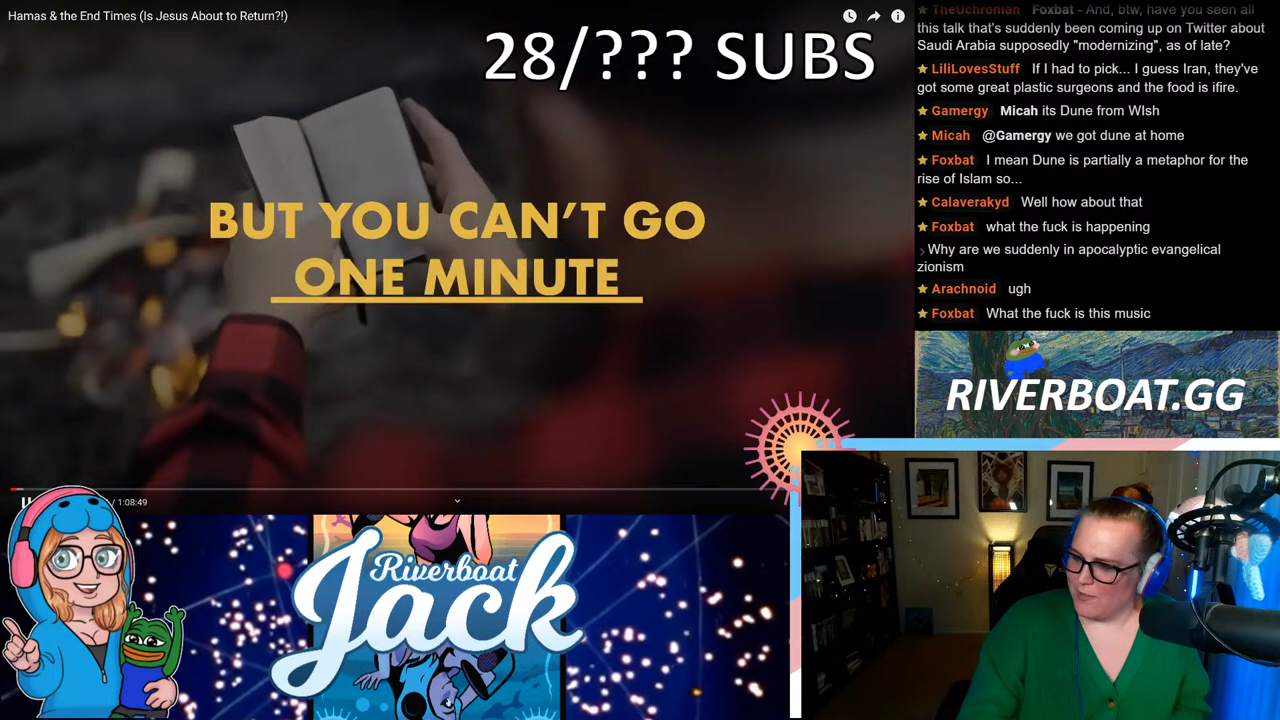 Hamas & the End Times (Is Jesus About to Return?!)
28/??? SUBS
BUT YOU CAN'T GO
ONE MINUTE
/ 1:08:49
TheUchronian Foxbat - And, btw, have you seen all
this talk that's suddenly been coming up on Twitter about
Saudi Arabia supposedly "modernizing", as of late?
LiliLovesStuff If I had to pick... I guess Iran, they've
got some great plastic surgeons and the food is ifire.
Gamergy Micah its Dune from WIsh
Micah @Gamergy we got dune at home
Foxbat I mean Dune is partially a metaphor for the
rise of Islam so...
Calaverakyd Well how about that
Foxbat what the fuck is happening
Why are we suddenly in apocalyptic evangelical
zionism
Arachnoid ugh
Foxbat What the fuck is this music
RIVERBOAT.GG
Riverboat
Jack